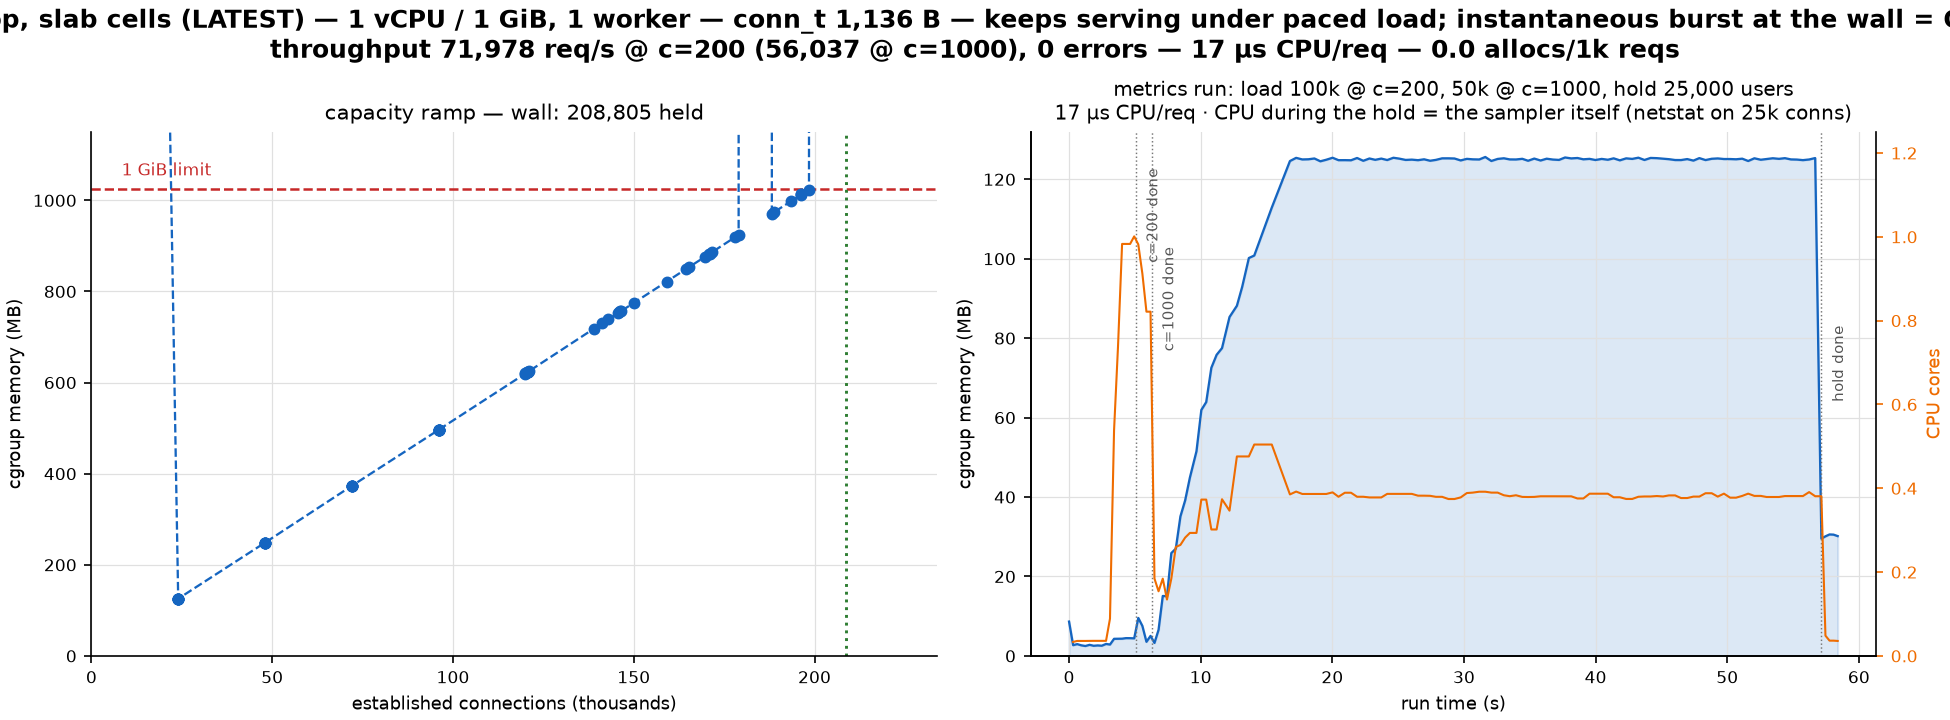 p, slab cells (LATEST) — 1 vCPU / 1 GiB, 1 worker — conn_t 1,136 B — keeps serving under paced load; instantaneous burst at the wall =
throughput 71,978 req/s @ c=200 (56,037 @ c=1000), 0 errors — 17 µs CPU/req — 0.0 allocs/1k reqs
capacity ramp — wall: 208,805 held
1 GiB limit
cgroup memory (MB)
1000
800
600
400
200
0
0 50 100 150 200
established connections (thousands)
metrics run: load 100k @ c=200, 50k @ c=1000, hold 25,000 users
17 µs CPU/req · CPU during the hold = the sampler itself (netstat on 25k conns)
cgroup memory (MB)
120
100
80
60
40
20
0
c=200 done
c=1000 done
hold done
1.2
1.0
0.8
0.6
0.4
0.2
0.0
CPU cores
0 10 20 30 40 50 60
run time (s)